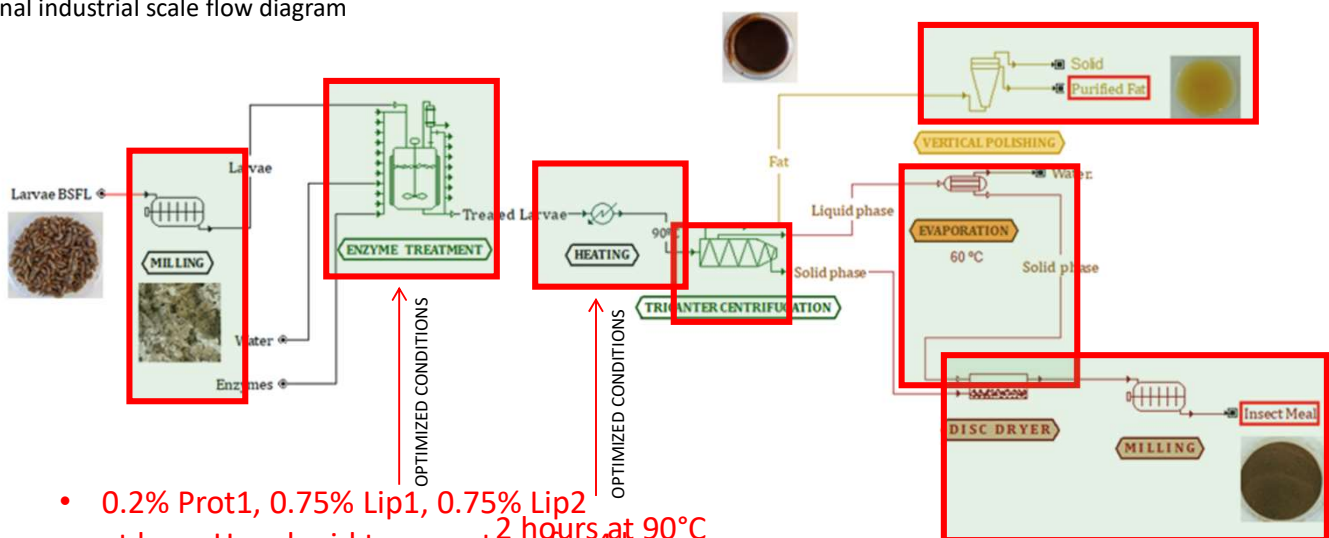 nal industrial scale flow diagram
Solid
Purified Fat
VERTICAL POLISHING
Larvae
Larvae BSFL
Fat
Water.
Treated Larvae
Liquid phase
ENZYME TREATMENT
90ºC
EVAPORATION
MILLING
HEATING
60 ºC
Solid phase
Solid phase
TRICANTER CENTRIFUGATION
Water
Enzymes
OPTIMIZED CONDITIONS
OPTIMIZED CONDITIONS
Insect Meal
DISC DRYER
MILLING
• 0.2% Prot1, 0.75% Lip1, 0.75% Lip2
2 hours at 90°C